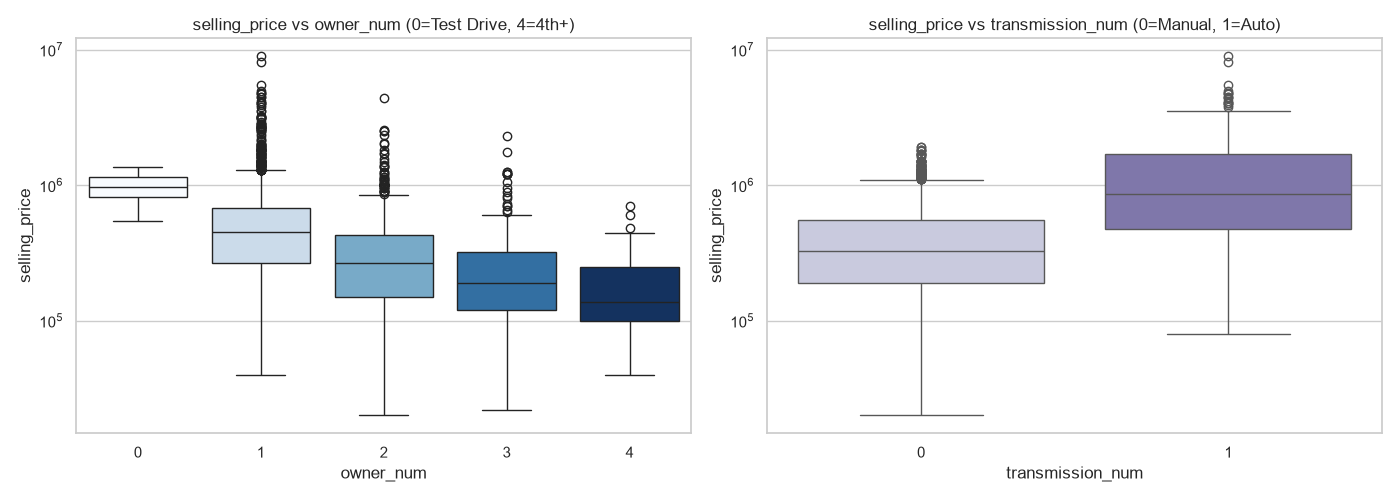 selling_price vs owner_num (0=Test Drive, 4=4th+)
10^7
10^6
10^5
selling_price
0 1 2 3 4
owner_num
selling_price vs transmission_num (0=Manual, 1=Auto)
10^7
10^6
10^5
selling_price
0 1
transmission_num